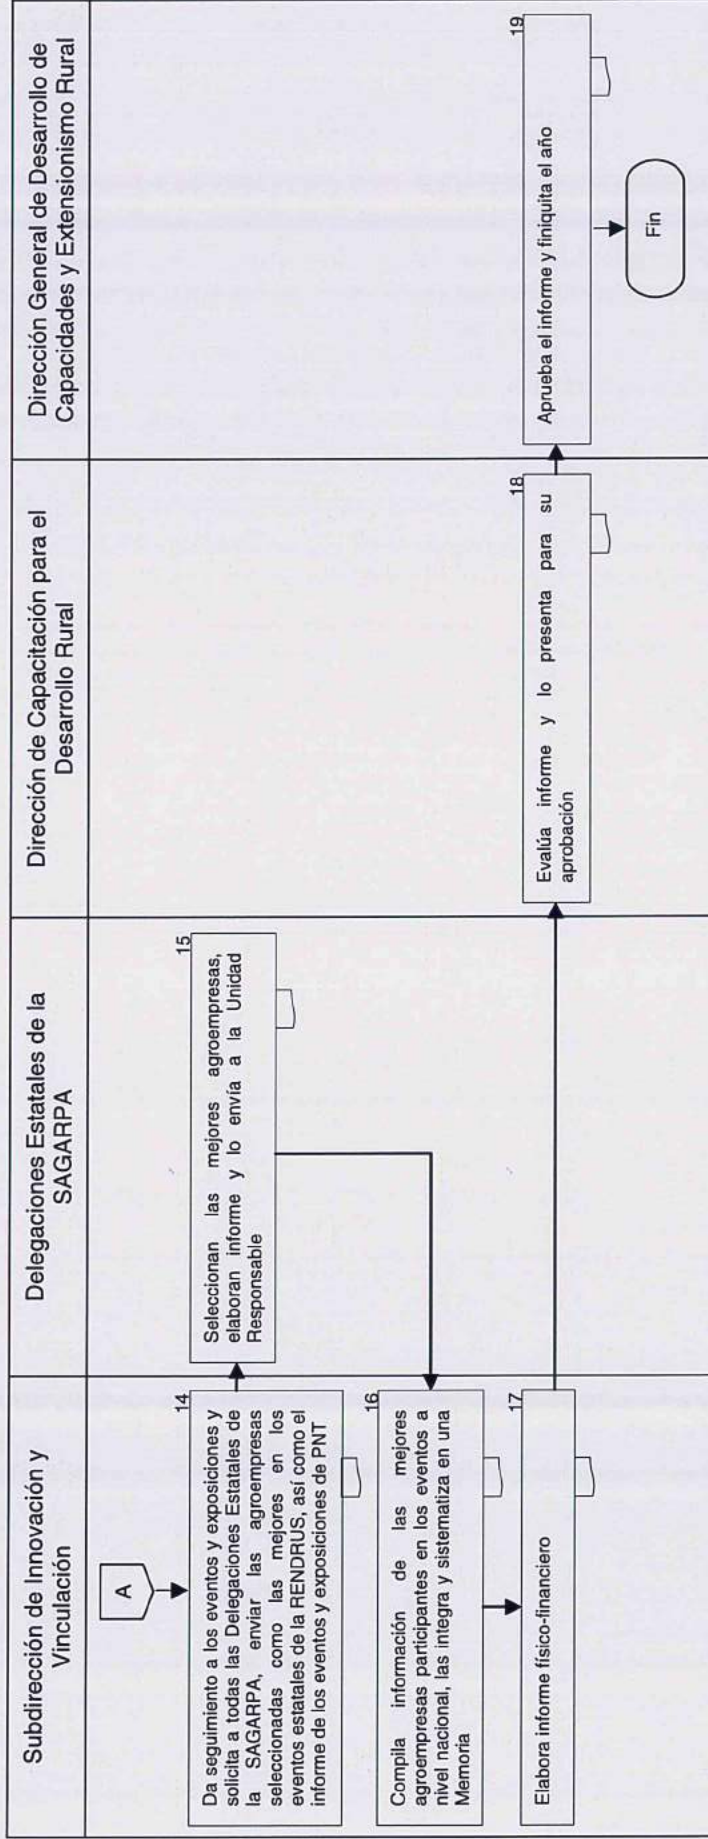 Subdirección de Innovación y
Vinculación
Delegaciones Estatales de la
SAGARPA
Dirección de Capacitación para el
Desarrollo Rural
Dirección General de Desarrollo de
Capacidades y Extensionismo Rural
A
14
Da seguimiento a los eventos y exposiciones y
solicita a todas las Delegaciones Estatales de
la SAGARPA, enviar las agroempresas
seleccionadas como las mejores en los
eventos estatales de la RENDRUS, así como el
informe de los eventos y exposiciones de PNT
15
Seleccionan las mejores agroempresas,
elaboran informe y lo envía a la Unidad
Responsable
16
Compila información de las mejores
agroempresas participantes en los eventos a
nivel nacional, las integra y sistematiza en una
Memoria
17
Elabora informe físico-financiero
18
Evalúa informe y lo presenta para su
aprobación
19
Aprueba el informe y finiquita el año
Fin